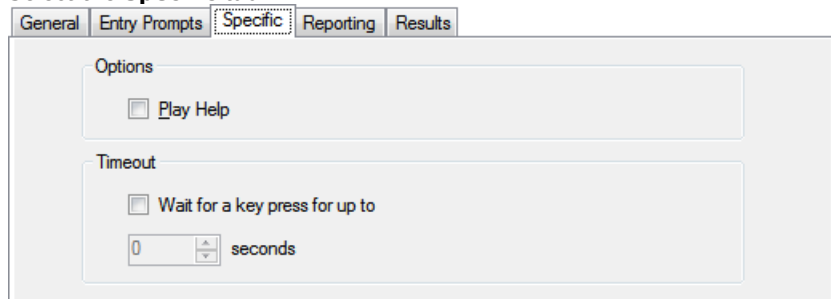 General Entry Prompts Specific Reporting Results
Options
Play Help
Timeout
Wait for a key press for up to
0 seconds